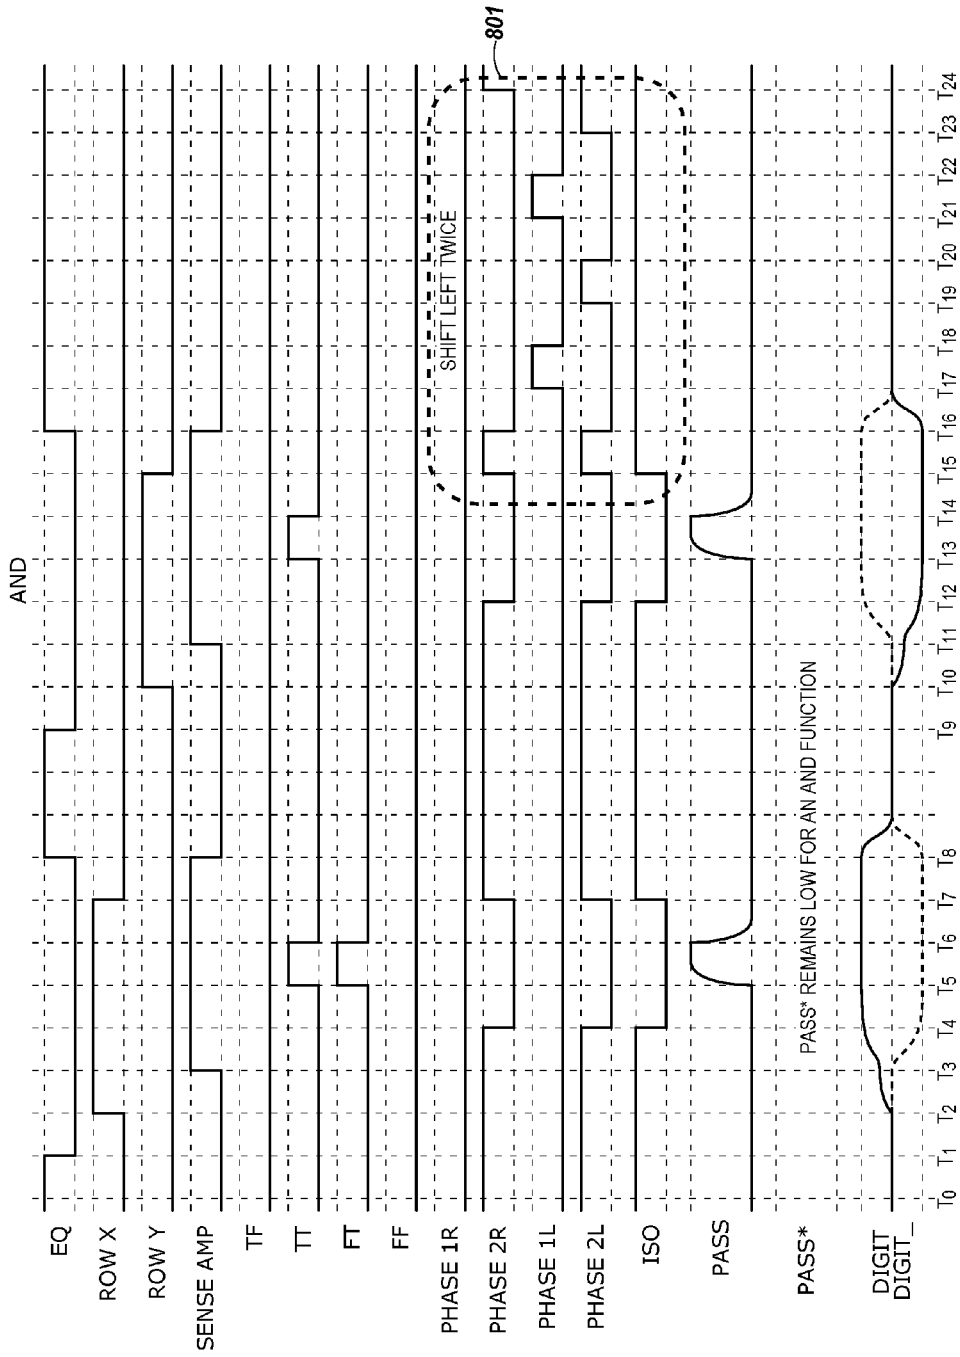 AND
EQ
ROW X
ROW Y
SENSE AMP
TF
TT
FT
FF
PHASE 1R
PHASE 2R
PHASE 1L
PHASE 2L
ISO
PASS
PASS*
DIGIT
DIGIT_
SHIFT LEFT TWICE
801
PASS* REMAINS LOW FOR AN AND FUNCTION
T0 T1 T2 T3 T4 T5 T6 T7 T8 T9 T10 T11 T12 T13 T14 T15 T16 T17 T18 T19 T20 T21 T22 T23 T24